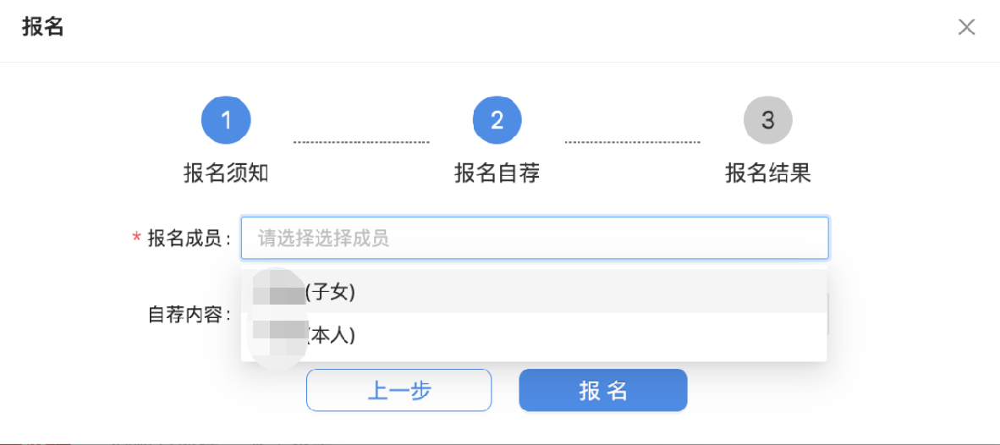 报名
1
2
3
报名须知
报名自荐
报名结果
* 报名成员:
请选择选择成员
(子女)
自荐内容:
(本人)
上一步
报 名